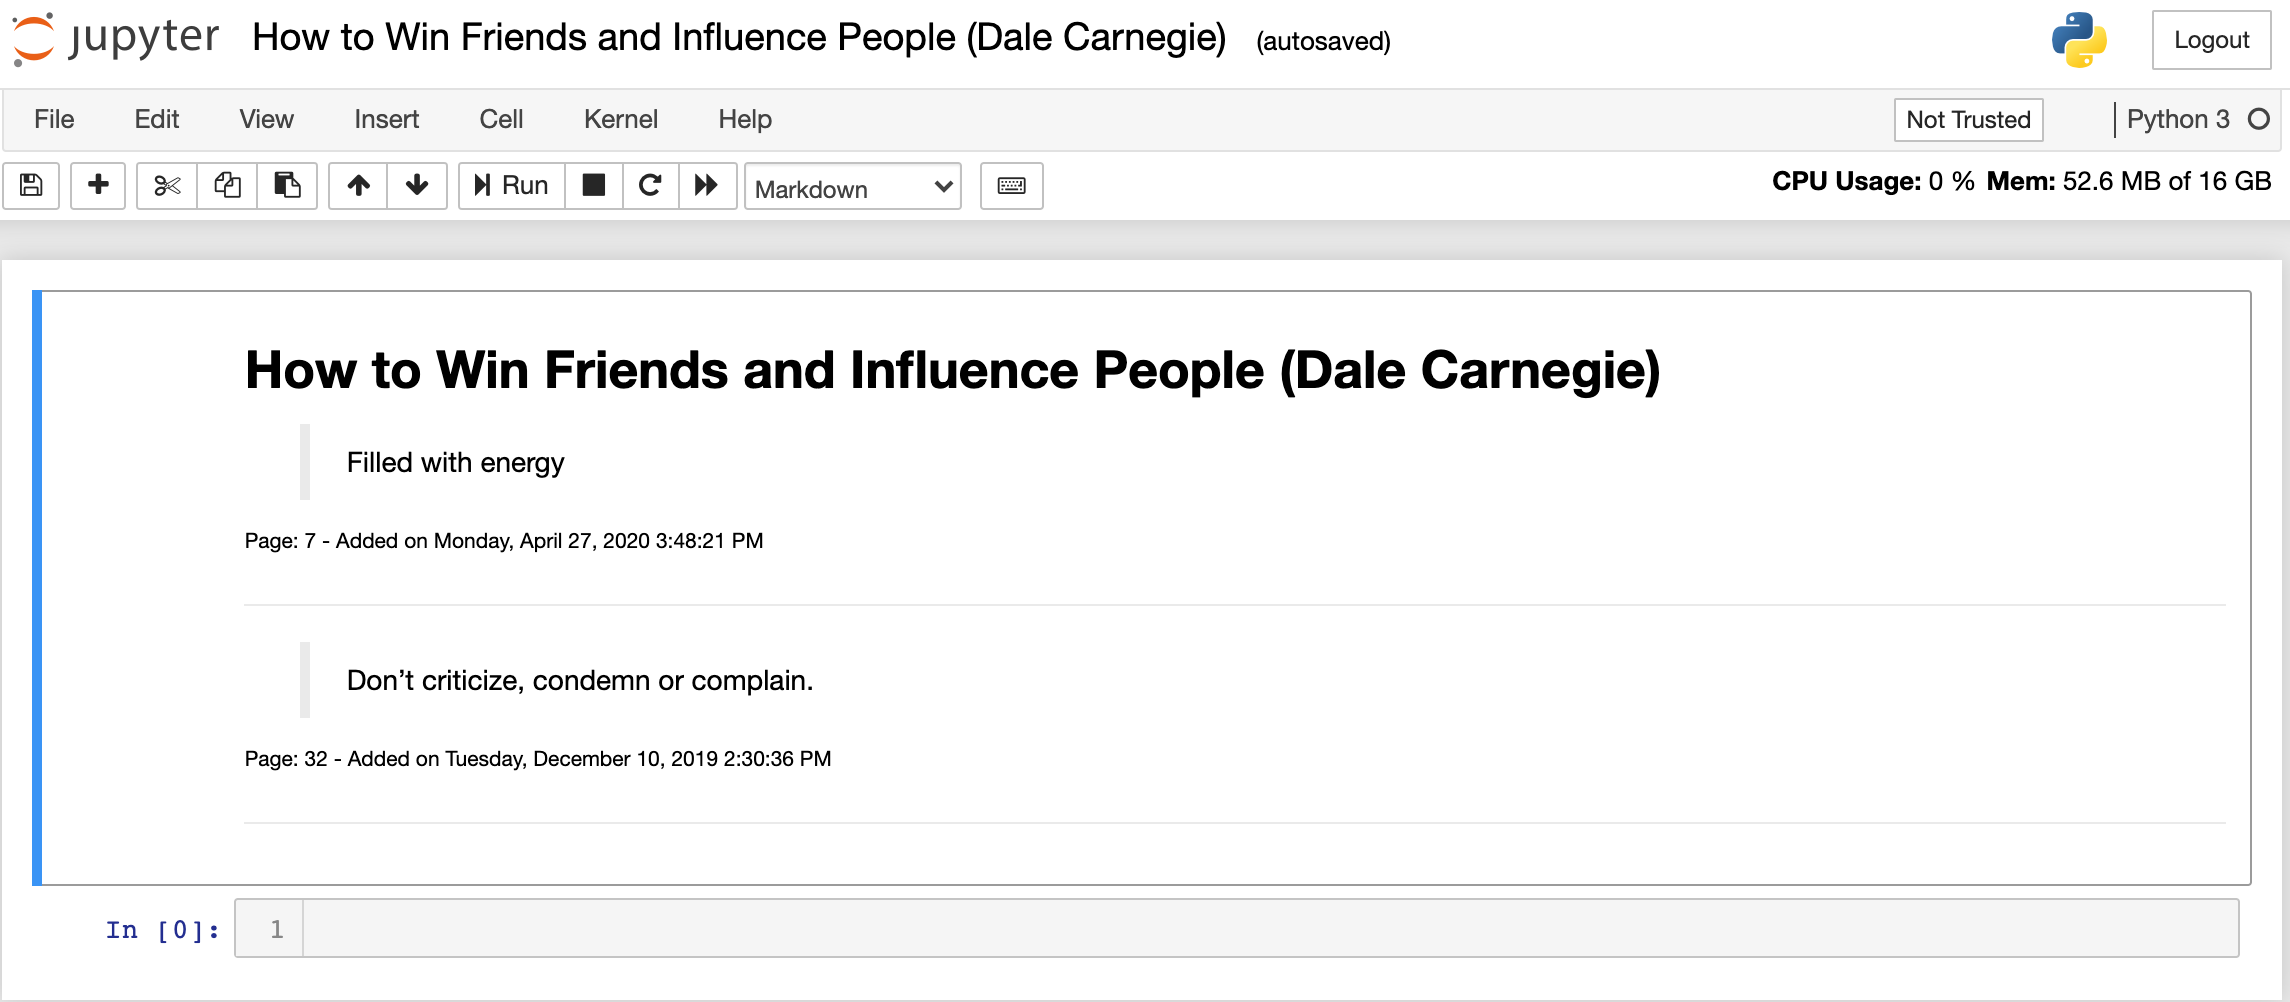 jupyter How to Win Friends and Influence People (Dale Carnegie) (autosaved) Logout
File Edit View Insert Cell Kernel Help Not Trusted Python 3
Run Markdown CPU Usage: 0 % Mem: 52.6 MB of 16 GB
How to Win Friends and Influence People (Dale Carnegie)
Filled with energy
Page: 7 - Added on Monday, April 27, 2020 3:48:21 PM
Don’t criticize, condemn or complain.
Page: 32 - Added on Tuesday, December 10, 2019 2:30:36 PM
In [0]: 1